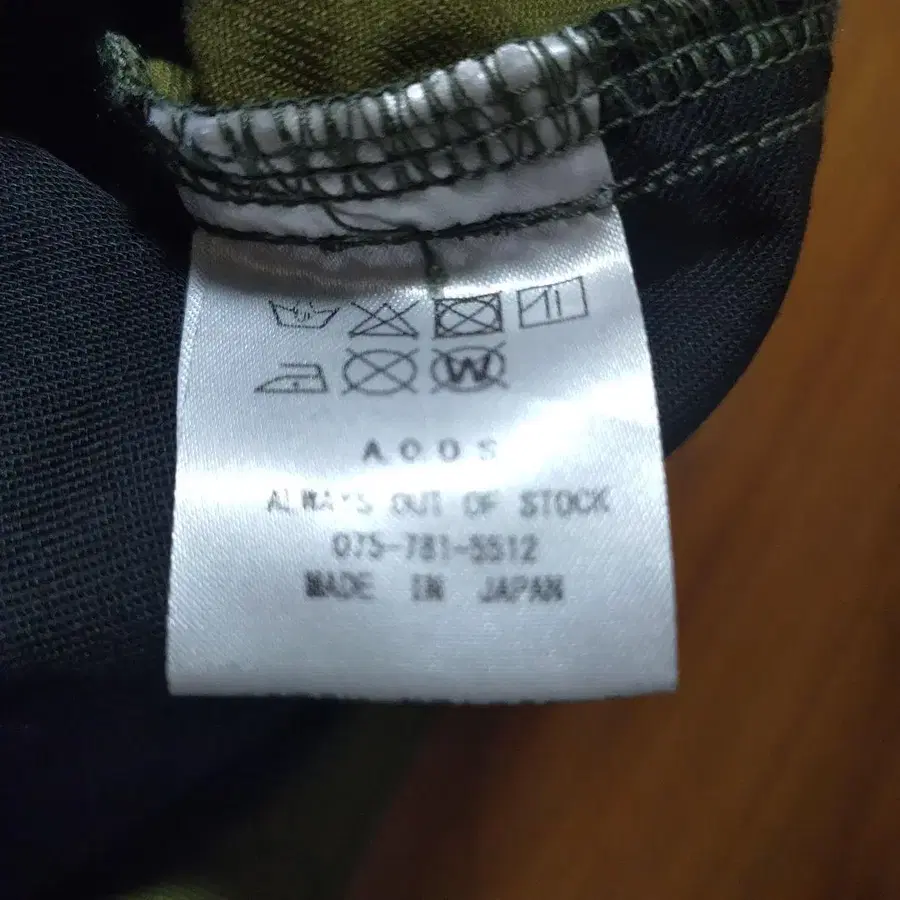 W
A O O S
ALWAYS OUT OF STOCK
075-781-5512
MADE IN JAPAN